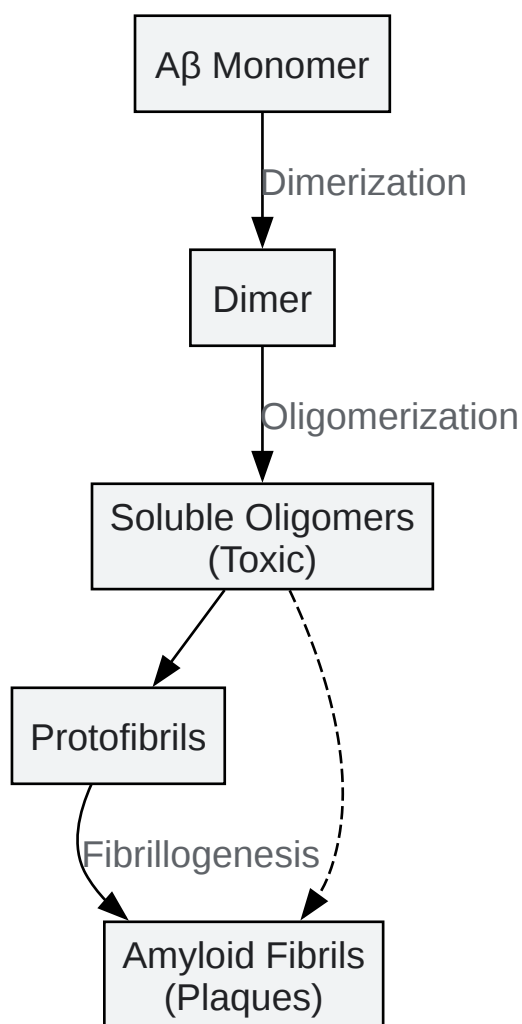 Aβ Monomer
Dimerization
Dimer
Oligomerization
Soluble Oligomers
(Toxic)
Protofibrils
Fibrillogenesis
Amyloid Fibrils
(Plaques)